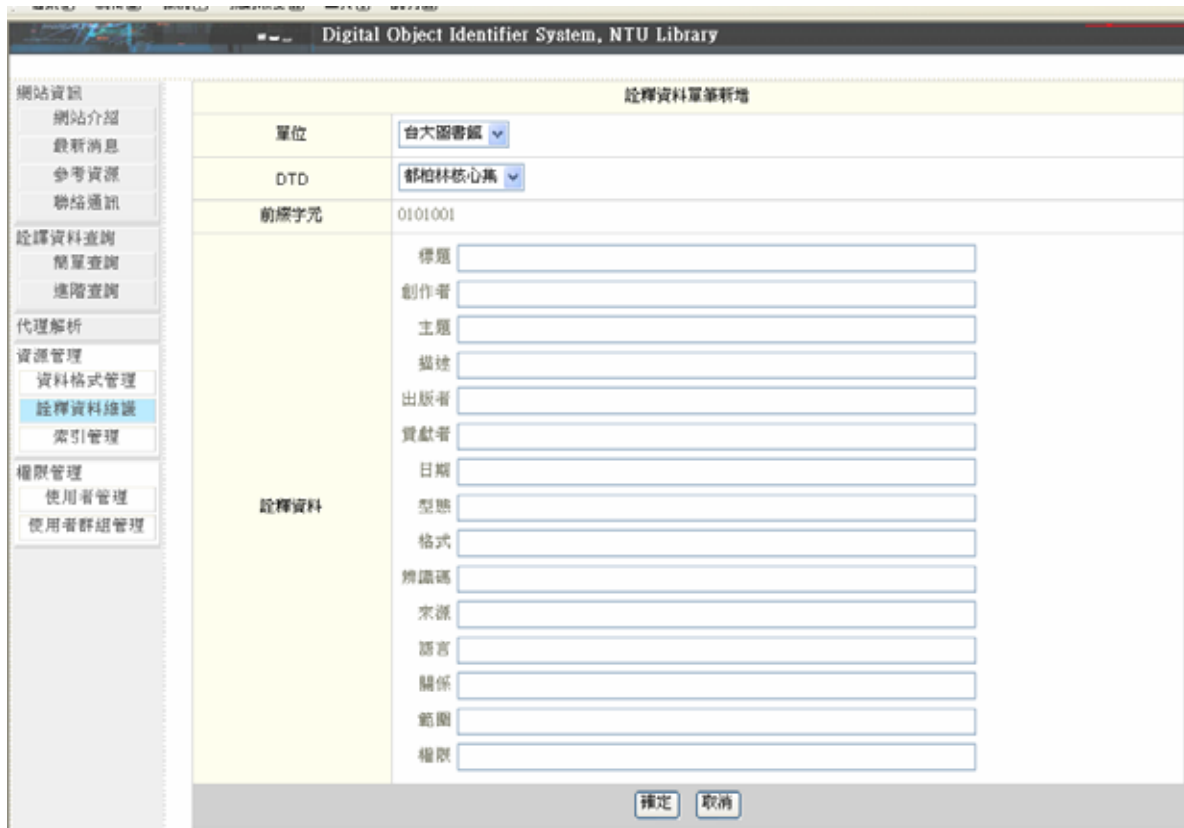 Digital Object Identifier System, NTU Library
網站資訊
網站介紹
最新消息
參考資源
聯絡通訊
詮釋資料查詢
簡單查詢
進階查詢
代理解析
資源管理
資料格式管理
詮釋資料維護
索引管理
權限管理
使用者管理
使用者群組管理
詮釋資料單筆新增
單位 台大圖書館
DTD 都柏林核心集
前綴字元 0101001
詮釋資料
標題
創作者
主題
描述
出版者
貢獻者
日期
型態
格式
辨識碼
來源
語言
關係
範圍
權限
確定 取消